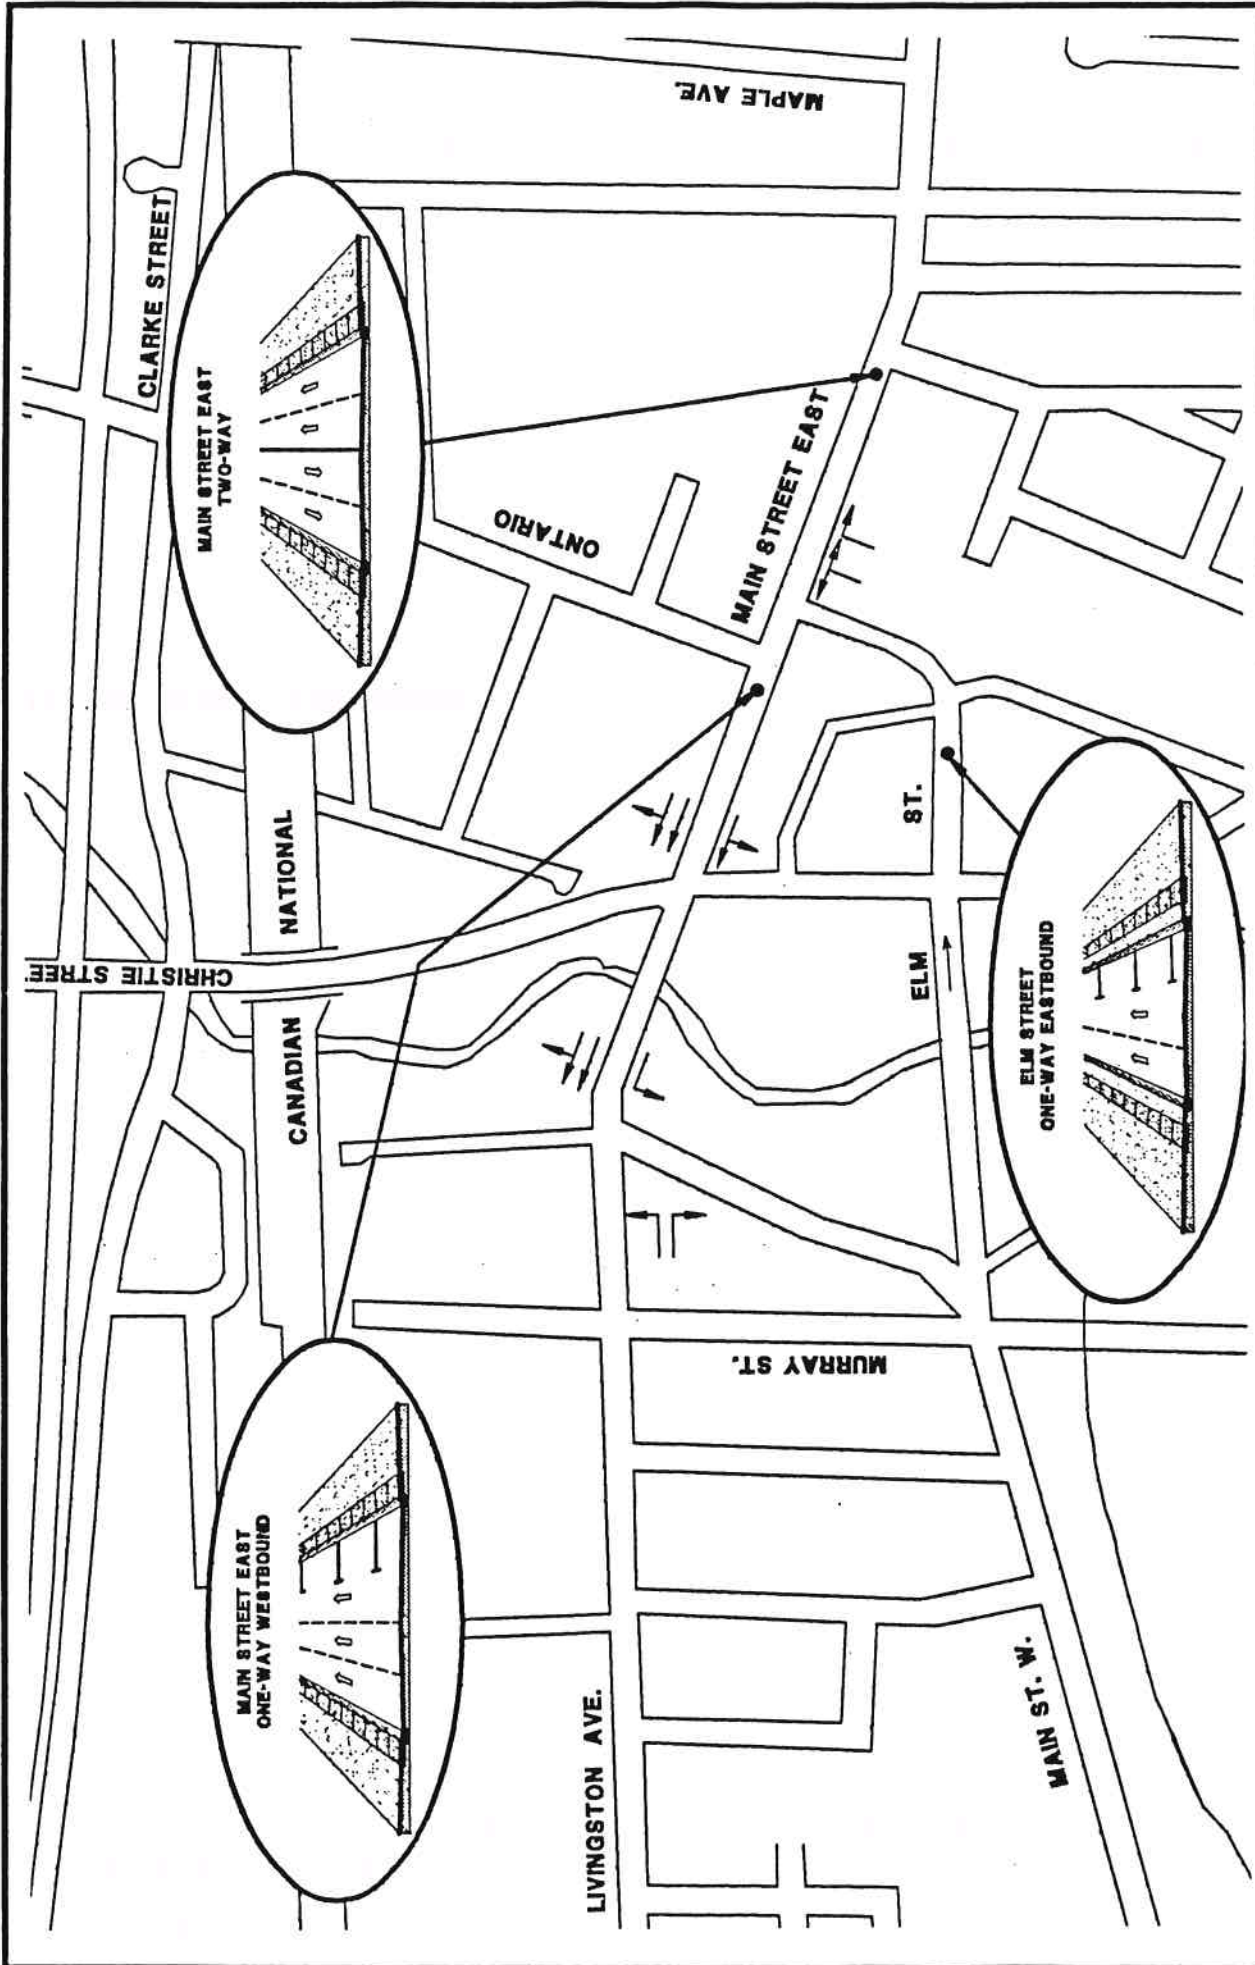 CLARKE STREET
MAIN STREET EAST
TWO-WAY
MAPLE AVE.
ONTARIO
MAIN STREET EAST
CHRISTIE STREE
CANADIAN NATIONAL
ELM ST.
ELM STREET
ONE-WAY EASTBOUND
MURRAY ST.
MAIN STREET EAST
ONE-WAY WESTBOUND
LIVINGSTON AVE.
MAIN ST. W.